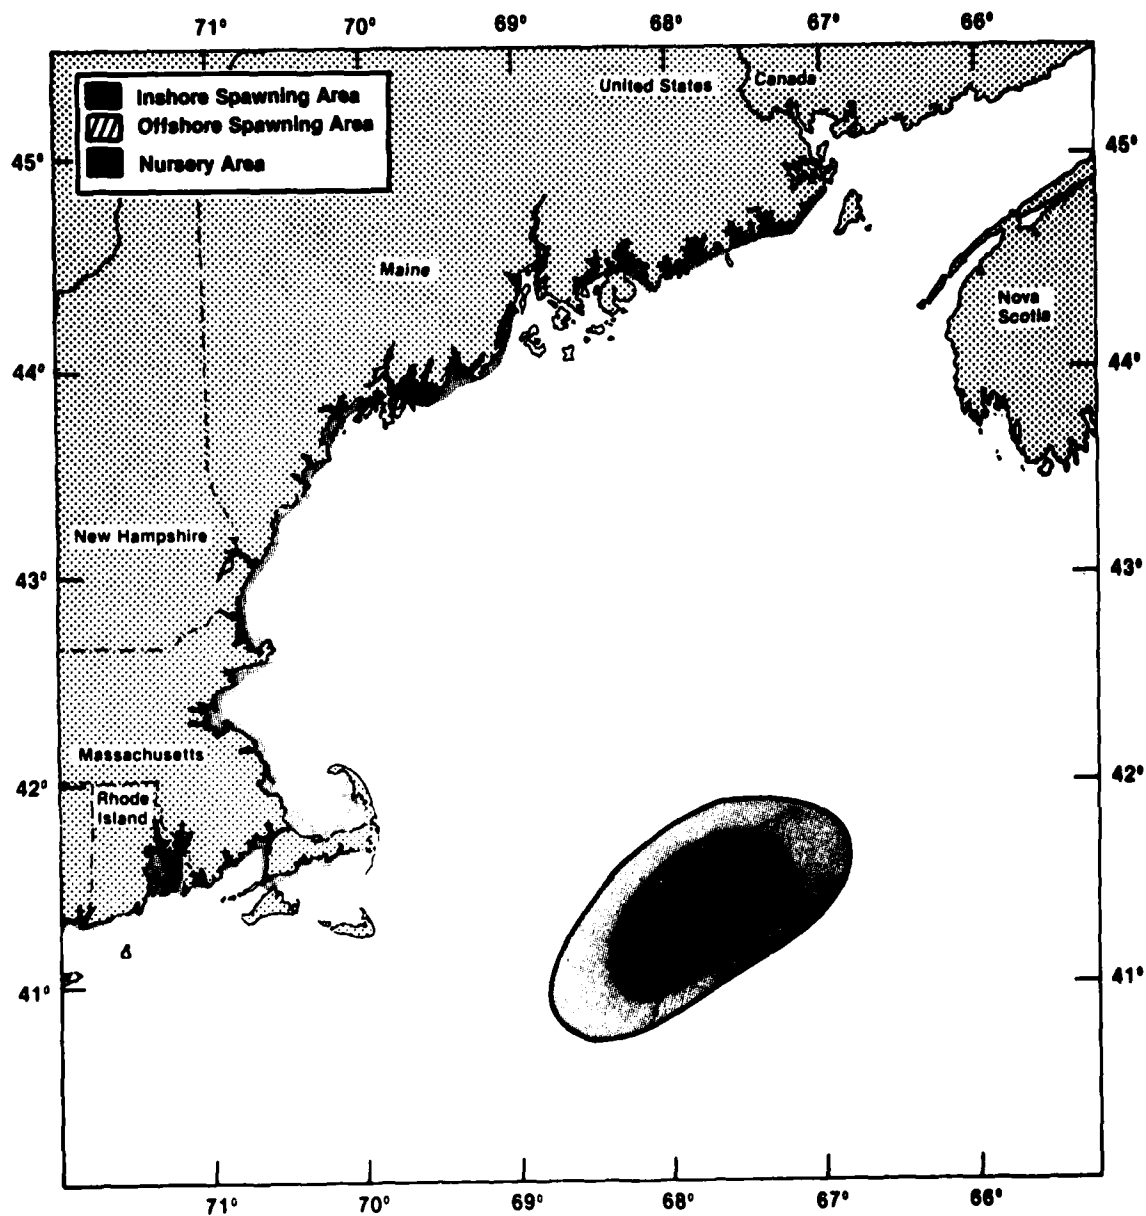 71° 70° 69° 68° 67° 66°
Inshore Spawning Area
Offshore Spawning Area
Nursery Area
United States
Canada
45°
45°
Maine
Nova
Scotia
44°
44°
New Hampshire
43°
43°
Massachusetts
42°
42°
Rhode
Island
41°
41°
71° 70° 69° 68° 67° 66°